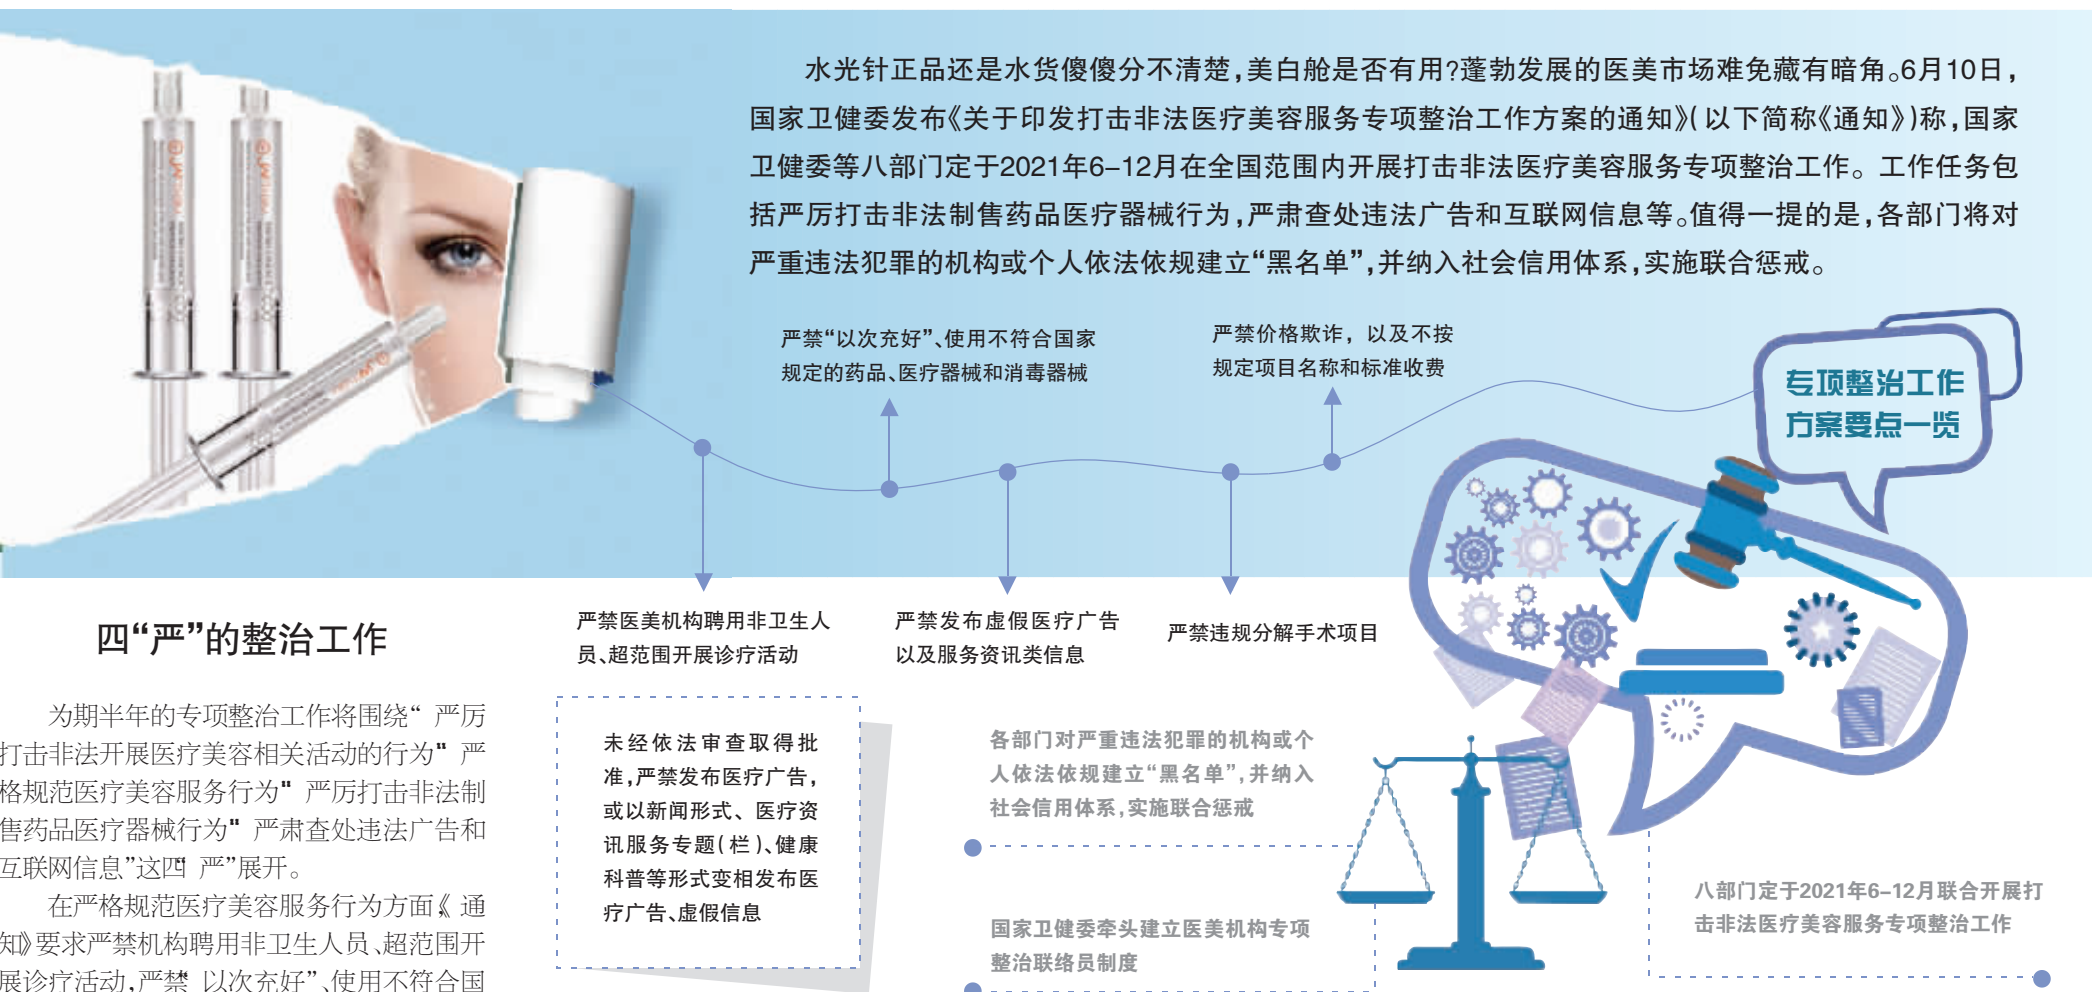 水光针正品还是水货傻傻分不清楚,美白舱是否有用?蓬勃发展的医美市场难免藏有暗角。6月10日,
国家卫健委发布《关于印发打击非法医疗美容服务专项整治工作方案的通知》(以下简称《通知》)称,国家
卫健委等八部门定于2021年6-12月在全国范围内开展打击非法医疗美容服务专项整治工作。工作任务包
括严厉打击非法制售药品医疗器械行为,严肃查处违法广告和互联网信息等。值得一提的是,各部门将对
严重违法犯罪的机构或个人依法依规建立“黑名单”,并纳入社会信用体系,实施联合惩戒。
严禁“以次充好”、使用不符合国家
规定的药品、医疗器械和消毒器械
严禁价格欺诈，以及不按
规定项目名称和标准收费
专项整治工作
方案要点一览
严禁医美机构聘用非卫生人
员、超范围开展诊疗活动
严禁发布虚假医疗广告
以及服务资讯类信息
严禁违规分解手术项目
四“严”的整治工作
为期半年的专项整治工作将围绕“严厉
打击非法开展医疗美容相关活动的行为”“严
格规范医疗美容服务行为”“严厉打击非法制
售药品医疗器械行为”“严肃查处违法广告和
互联网信息”这四“严”展开。
在严格规范医疗美容服务行为方面,《通
知》要求严禁机构聘用非卫生人员、超范围开
展诊疗活动,严禁“以次充好”、使用不符合国
未经依法审查取得批
准,严禁发布医疗广告,
或以新闻形式、医疗资
讯服务专题(栏)、健康
科普等形式变相发布医
疗广告、虚假信息
各部门对严重违法犯罪的机构或个
人依法依规建立“黑名单”,并纳入
社会信用体系,实施联合惩戒
国家卫健委牵头建立医美机构专项
整治联络员制度
八部门定于2021年6-12月联合开展打
击非法医疗美容服务专项整治工作